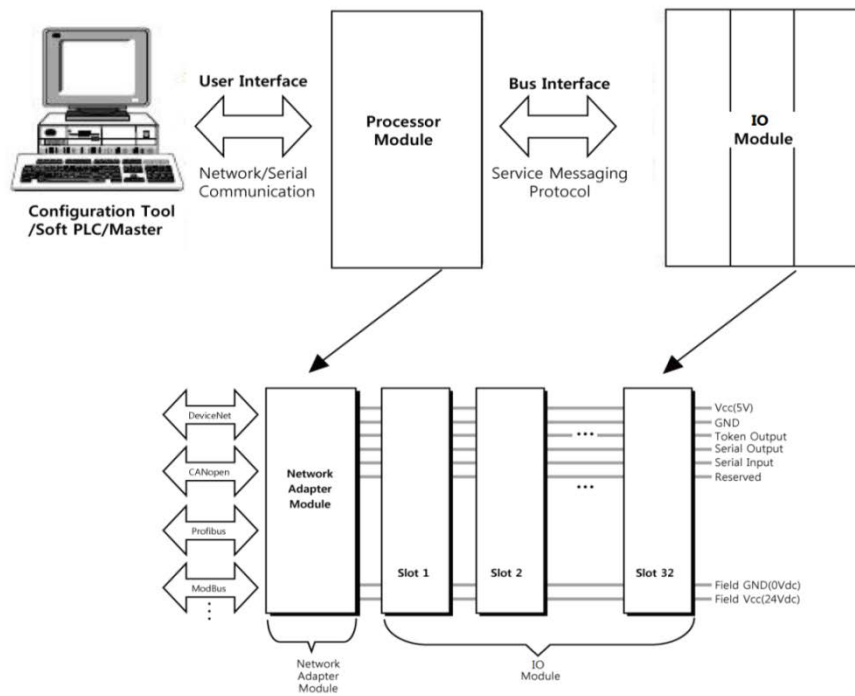 User Interface
Network/Serial
Communication
Configuration Tool
/Soft PLC/Master
Processor
Module
Bus Interface
Service Messaging
Protocol
IO
Module
DeviceNet
CANopen
Profibus
ModBus
Network
Adapter
Module
Slot 1
Slot 2
Slot 32
Vcc(5V)
GND
Token Output
Serial Output
Serial Input
Reserved
Field GND(0Vdc)
Field Vcc(24Vdc)
Network
Adapter
Module
IO
Module